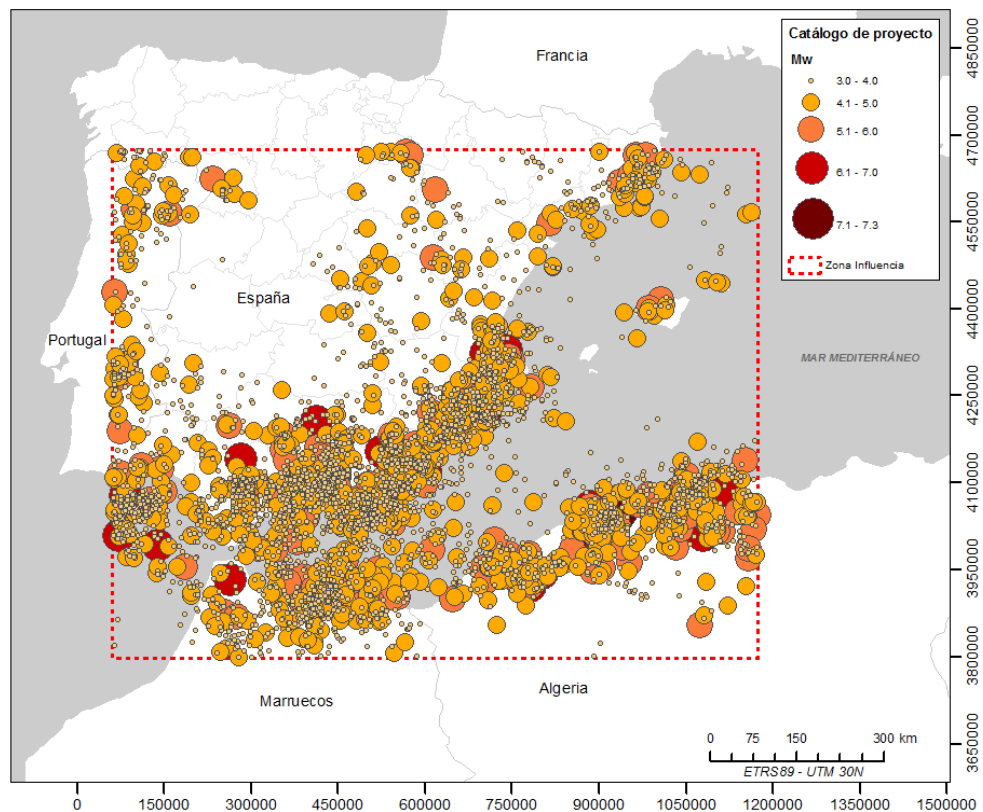 Francia
Catálogo de proyecto
Mw
3.0 - 4.0
4.1 - 5.0
5.1 - 6.0
6.1 - 7.0
7.1 - 7.3
Zona Influencia
España
Portugal
MAR MEDITERRÁNEO
Marruecos
Algeria
0 75 150 300 km
ETRS89 - UTM 30N
4850000
4700000
4550000
4400000
4250000
4100000
3950000
3800000
3650000
0 150000 300000 450000 600000 750000 900000 1050000 1200000 1350000 1500000